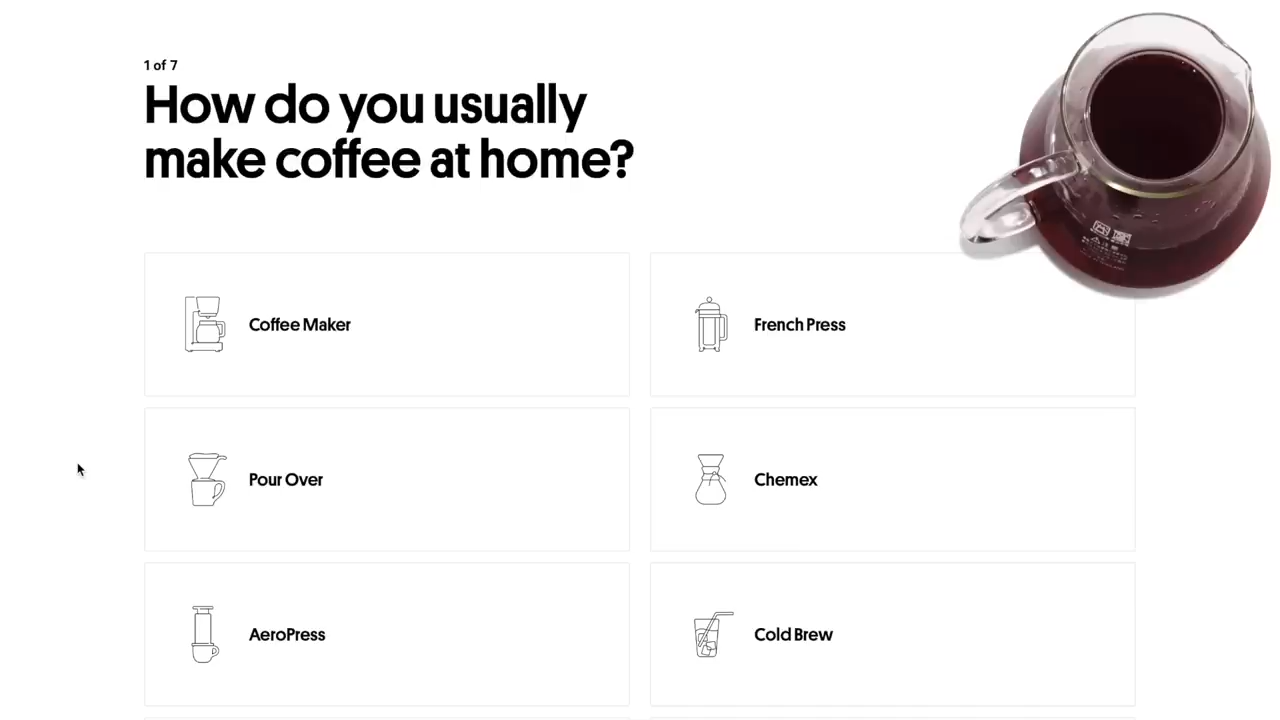 1 of 7
How do you usually
make coffee at home?
Coffee Maker
French Press
Pour Over
Chemex
AeroPress
Cold Brew